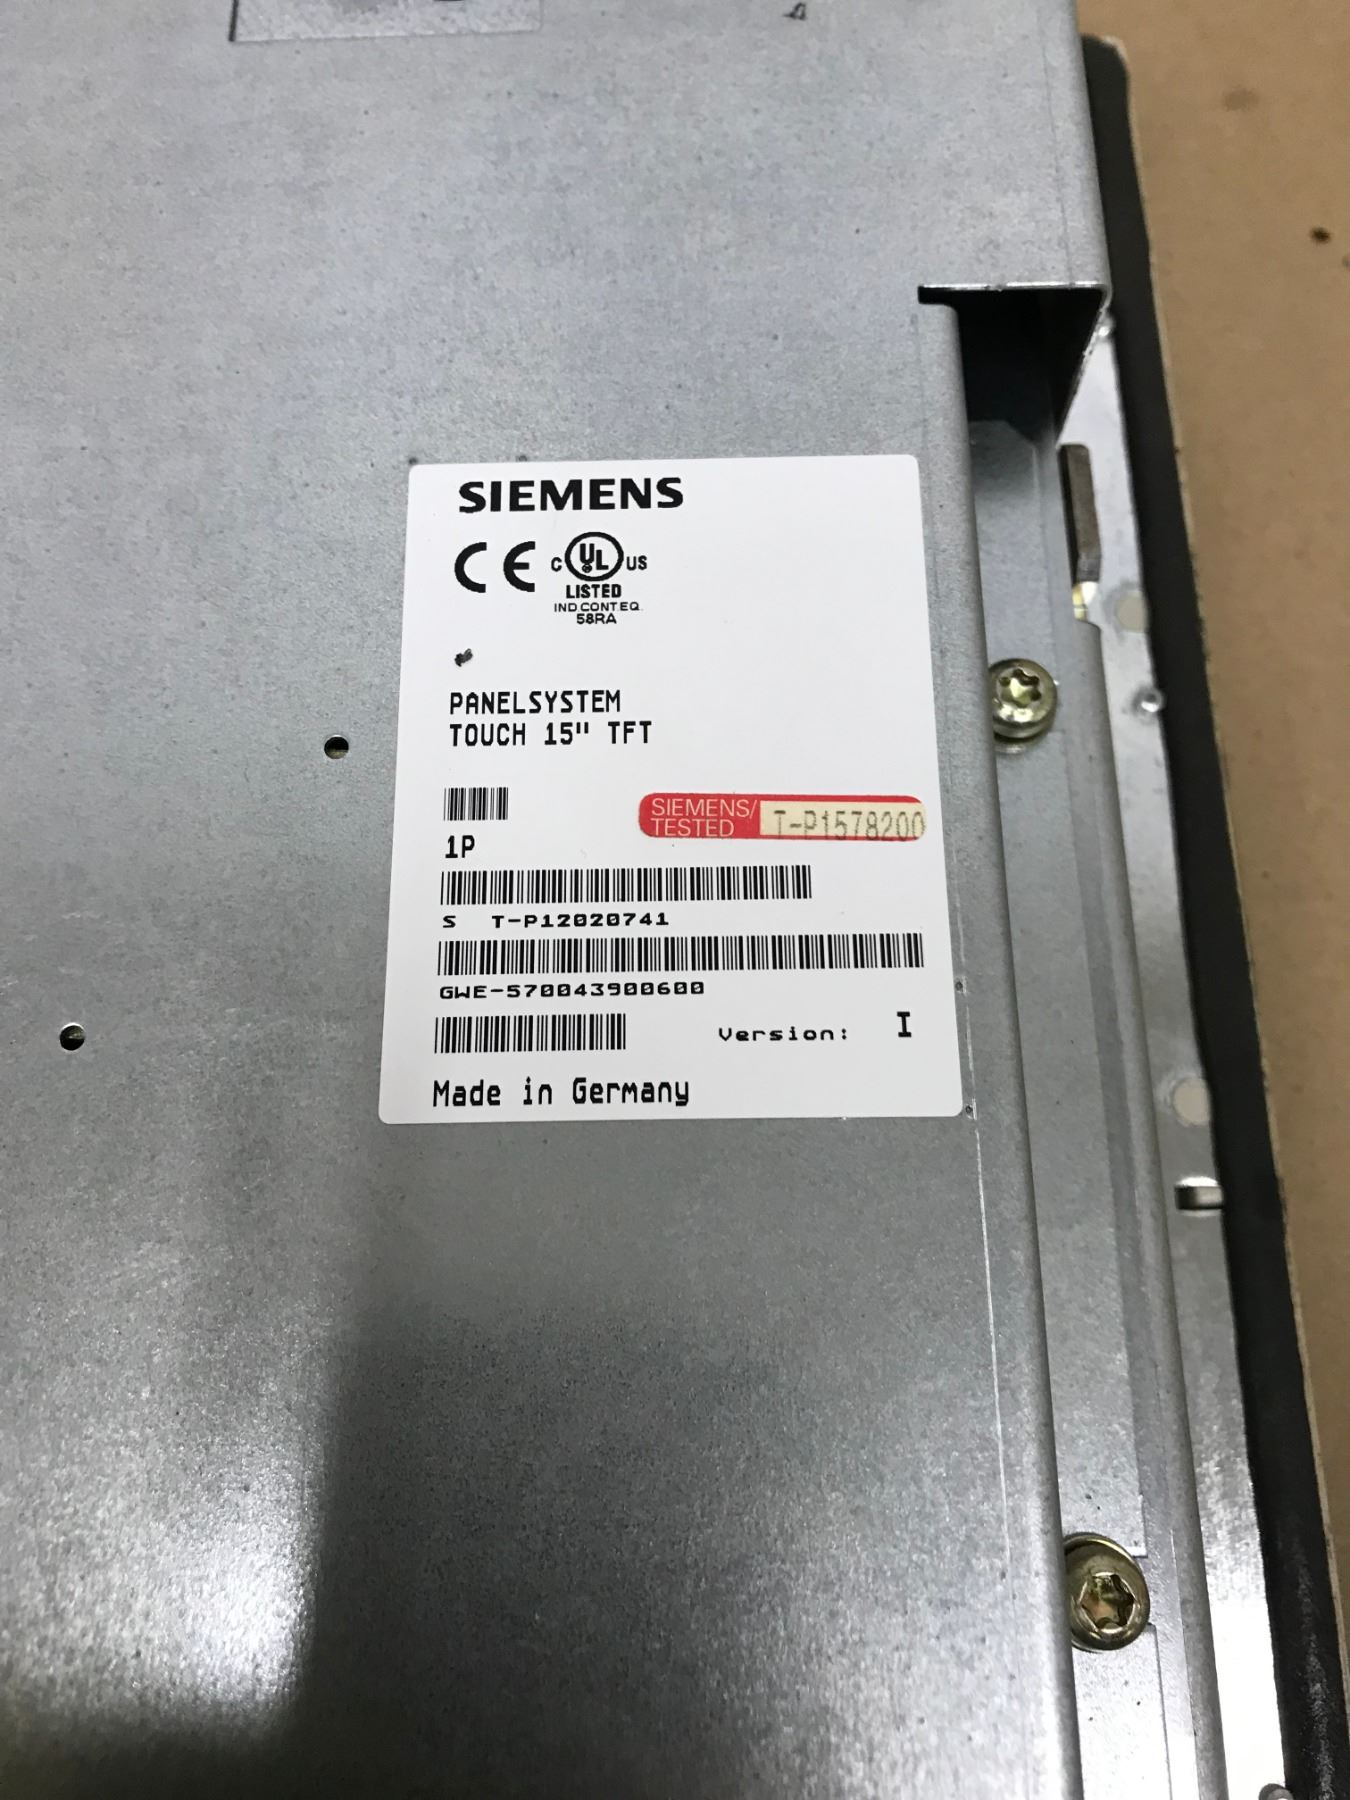 SIEMENS
CE C UL US
LISTED
IND.CONT.EQ.
58RA
PANELSYSTEM
TOUCH 15" TFT
SIEMENS/
TESTED T-P1578200
1P
S T-P12020741
GWE-570043900600
Version: I
Made in Germany